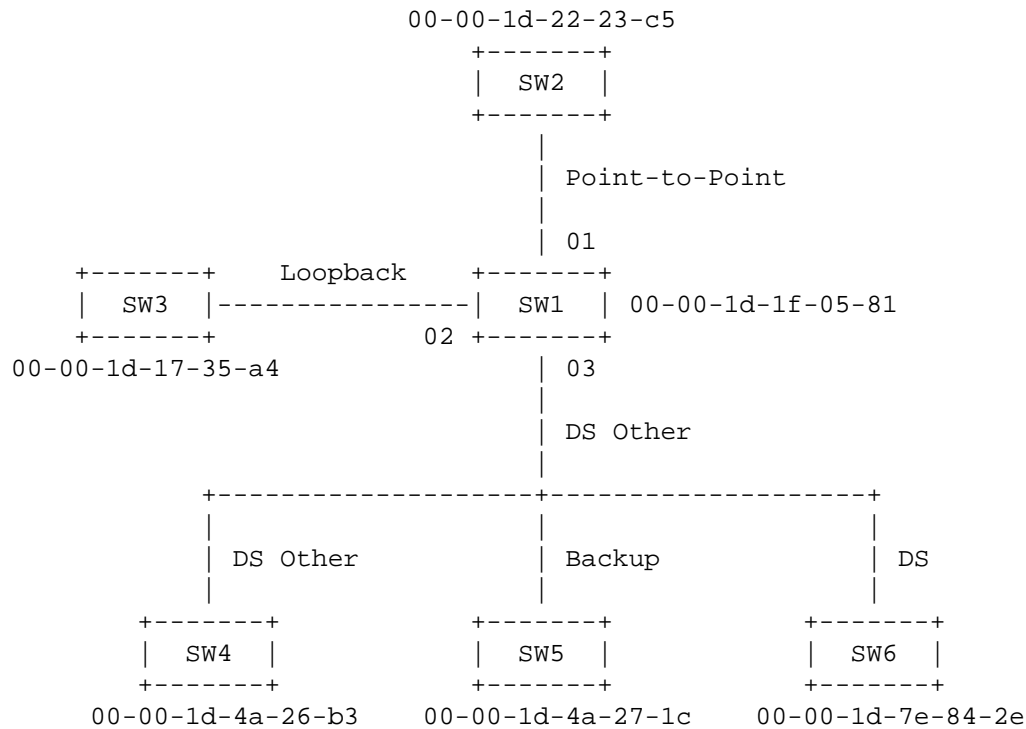 00-00-1d-22-23-c5
SW2
Point-to-Point
01
Loopback
SW3 SW1 00-00-1d-1f-05-81
02
00-00-1d-17-35-a4 03
DS Other
DS Other Backup DS
SW4 SW5 SW6
00-00-1d-4a-26-b3 00-00-1d-4a-27-1c 00-00-1d-7e-84-2e